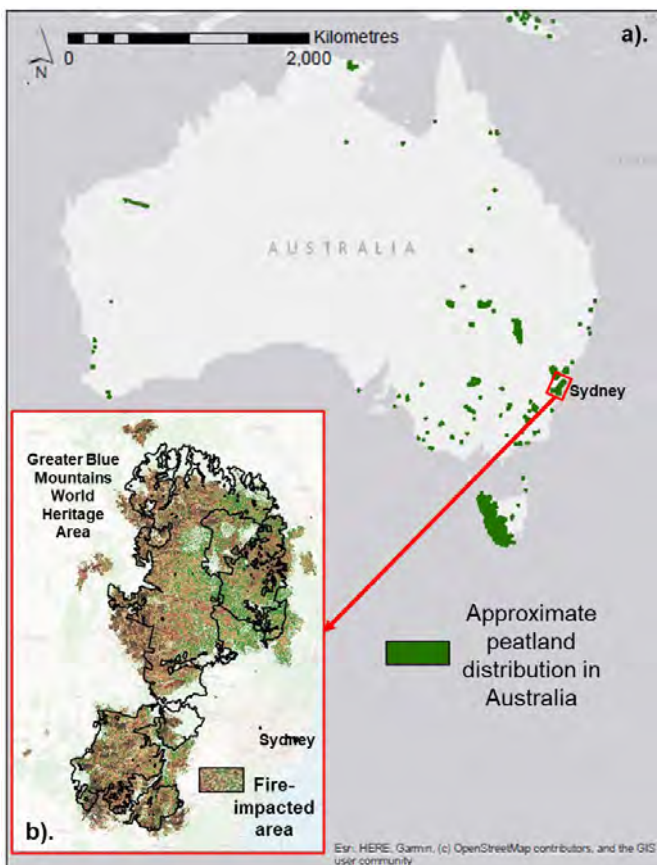 Kilometres
a).
0
2,000
N
AUSTRALIA
Sydney
Greater Blue
Mountains
World
Heritage
Area
Approximate
peatland
distribution in
Australia
Sydney
Fire-
impacted
area
b).
Esri, HERE, Garmin, (c) OpenStreetMap contributors, and the GIS
user community